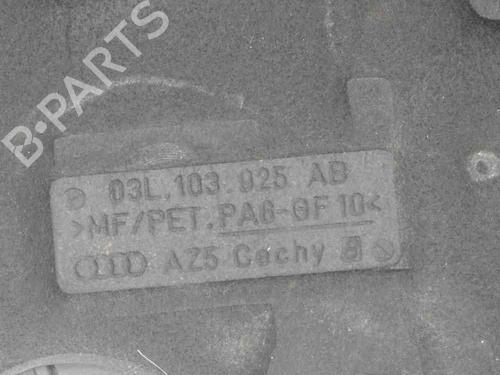 B-PARTS
03L.103.925 AB
>MF/PET.PA6-GF10<
AZ5 Cechy